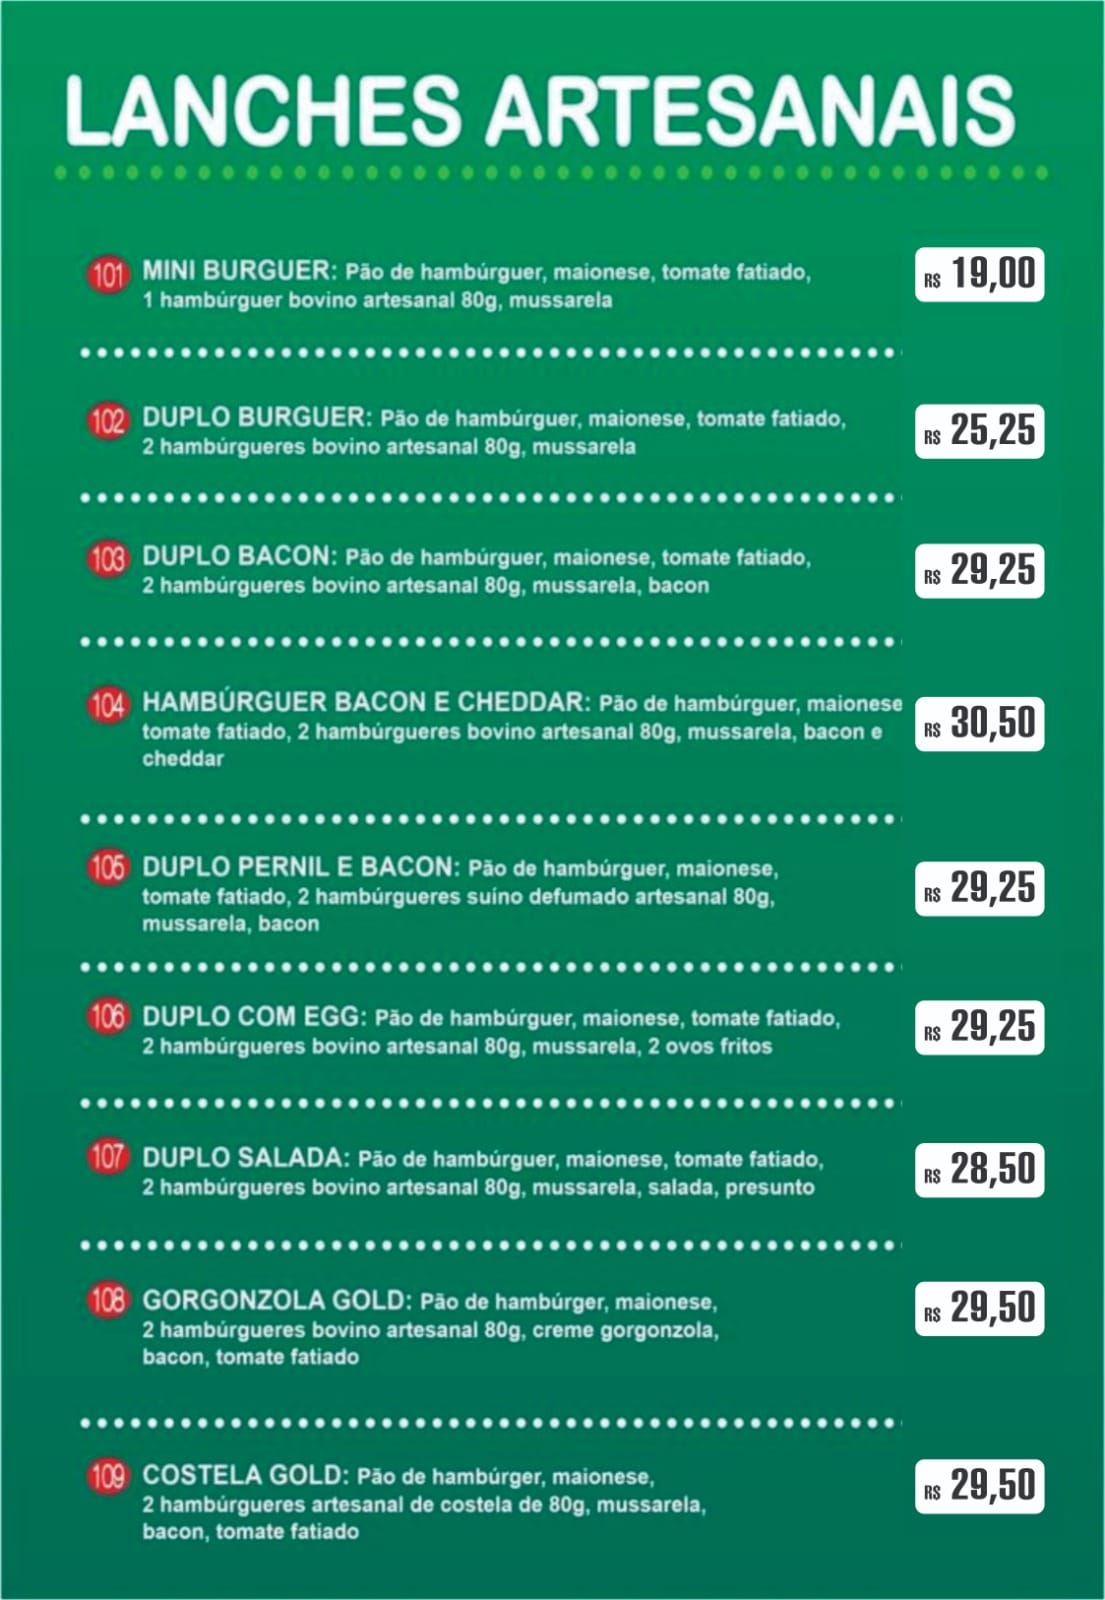 LANCHES ARTESANAIS
101 MINI BURGUER: Pão de hambúrguer, maionese, tomate fatiado, R$ 19,00
1 hambúrguer bovino artesanal 80g, mussarela
102 DUPLO BURGUER: Pão de hambúrguer, maionese, tomate fatiado, R$ 25,25
2 hambúrgueres bovino artesanal 80g, mussarela
103 DUPLO BACON: Pão de hambúrguer, maionese, tomate fatiado, R$ 29,25
2 hambúrgueres bovino artesanal 80g, mussarela, bacon
104 HAMBÚRGUER BACON E CHEDDAR: Pão de hambúrguer, maionese R$ 30,50
tomate fatiado, 2 hambúrgueres bovino artesanal 80g, mussarela, bacon e
cheddar
105 DUPLO PERNIL E BACON: Pão de hambúrguer, maionese, R$ 29,25
tomate fatiado, 2 hambúrgueres suíno defumado artesanal 80g,
mussarela, bacon
106 DUPLO COM EGG: Pão de hambúrguer, maionese, tomate fatiado, R$ 29,25
2 hambúrgueres bovino artesanal 80g, mussarela, 2 ovos fritos
107 DUPLO SALADA: Pão de hambúrguer, maionese, tomate fatiado, R$ 28,50
2 hambúrgueres bovino artesanal 80g, mussarela, salada, presunto
108 GORGONZOLA GOLD: Pão de hambúrger, maionese, R$ 29,50
2 hambúrgueres bovino artesanal 80g, creme gorgonzola,
bacon, tomate fatiado
109 COSTELA GOLD: Pão de hambúrger, maionese, R$ 29,50
2 hambúrgueres artesanal de costela de 80g, mussarela,
bacon, tomate fatiado